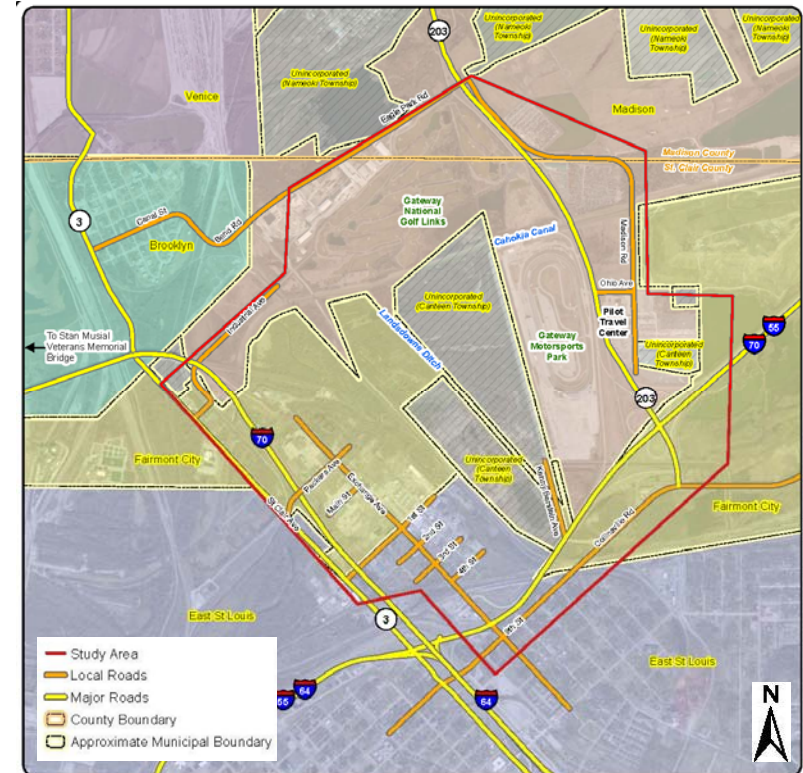 203
Unincorporated
(Nameoki
Township)
Unincorporated
(Nameoki
Township)
Unincorporated
(Nameoki
Township)
Unincorporated
(Nameoki Township)
Venice
Eagle Park Rd
Madison
Madison County
St. Clair County
3
Canal St
Bend Rd
Brooklyn
Gateway
National
Golf Links
Cahokia Canal
Madison Rd
Ohio Ave
Industrial Ave
Unincorporated
(Canteen Township)
Lansdowne Ditch
Pilot
Travel
Center
Gateway
Motorsports
Park
Unincorporated
(Canteen
Township)
55
70
To Stan Musial
Veterans Memorial
Bridge
203
70
Fairmont City
Packers Ave
Main St
Exchange Ave
St Clair Ave
1st St
2nd St
3rd St
4th St
Unincorporated
(Canteen
Township)
Collinsville Rd
Fairmont City
9th St
East St Louis
3
East St Louis
64
55
64
Study Area
Local Roads
Major Roads
County Boundary
Approximate Municipal Boundary
N